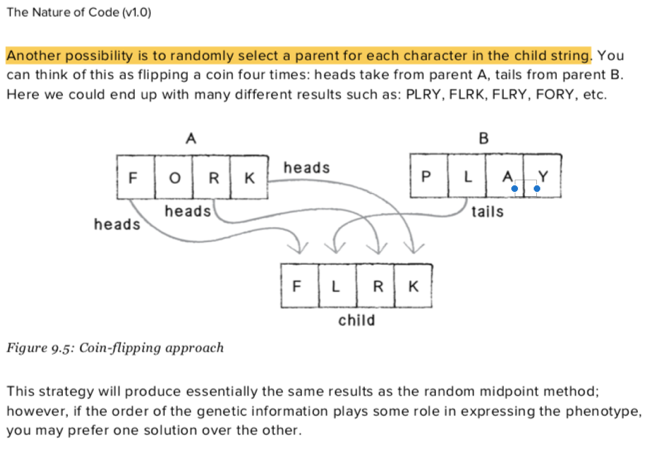 The Nature of Code (v1.0)
Another possibility is to randomly select a parent for each character in the child string. You
can think of this as flipping a coin four times: heads take from parent A, tails from parent B.
Here we could end up with many different results such as: PLRY, FLRK, FLRY, FORY, etc.
A
B
F O R K
heads
P L A Y
heads
heads
tails
F L R K
child
Figure 9.5: Coin-flipping approach
This strategy will produce essentially the same results as the random midpoint method;
however, if the order of the genetic information plays some role in expressing the phenotype,
you may prefer one solution over the other.